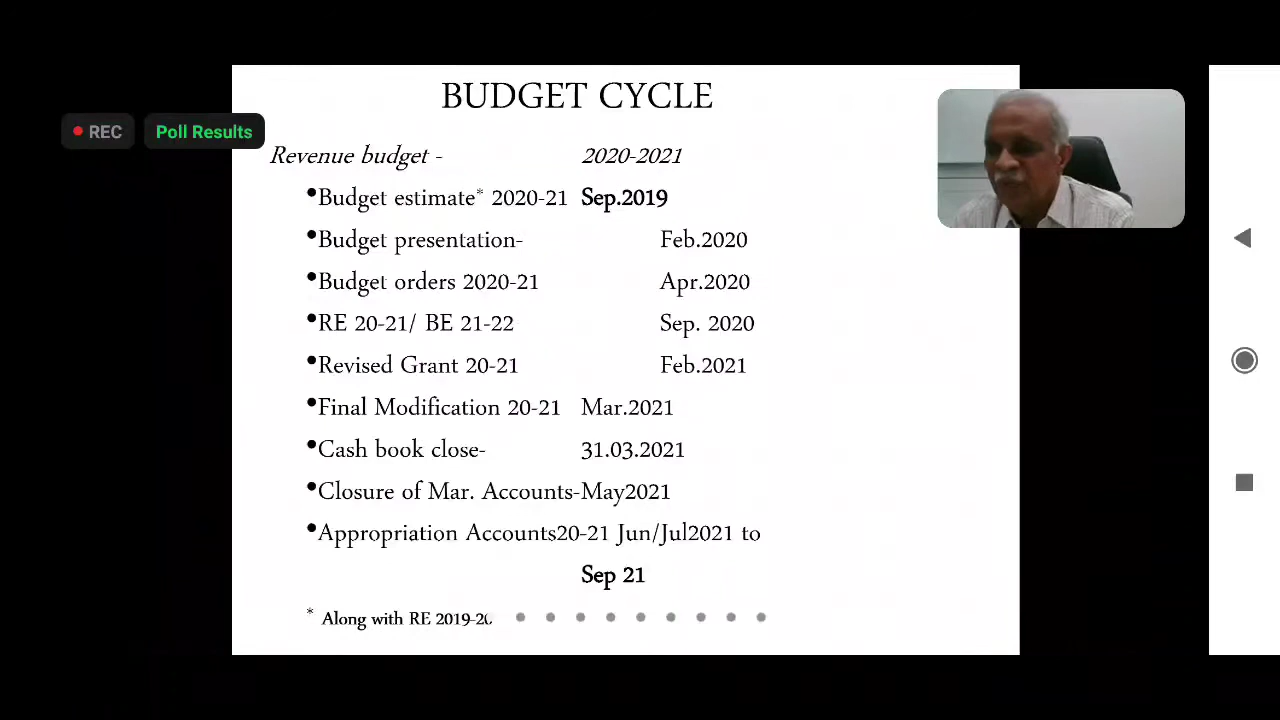 BUDGET CYCLE
REC
Poll Results
Revenue budget - 2020-2021
•Budget estimate* 2020-21 Sep.2019
•Budget presentation- Feb.2020
•Budget orders 2020-21 Apr.2020
•RE 20-21/ BE 21-22 Sep. 2020
•Revised Grant 20-21 Feb.2021
•Final Modification 20-21 Mar.2021
•Cash book close- 31.03.2021
•Closure of Mar. Accounts-May2021
•Appropriation Accounts20-21 Jun/Jul2021 to
Sep 21
* Along with RE 2019-20